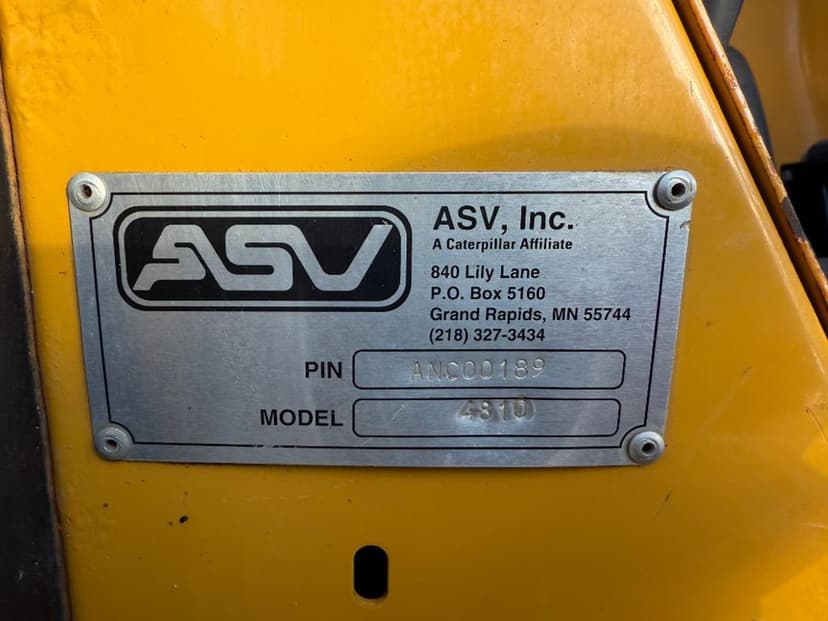 ASV
ASV, Inc.
A Caterpillar Affiliate
840 Lily Lane
P.O. Box 5160
Grand Rapids, MN 55744
(218) 327-3434
PIN ANC00189
MODEL 4810